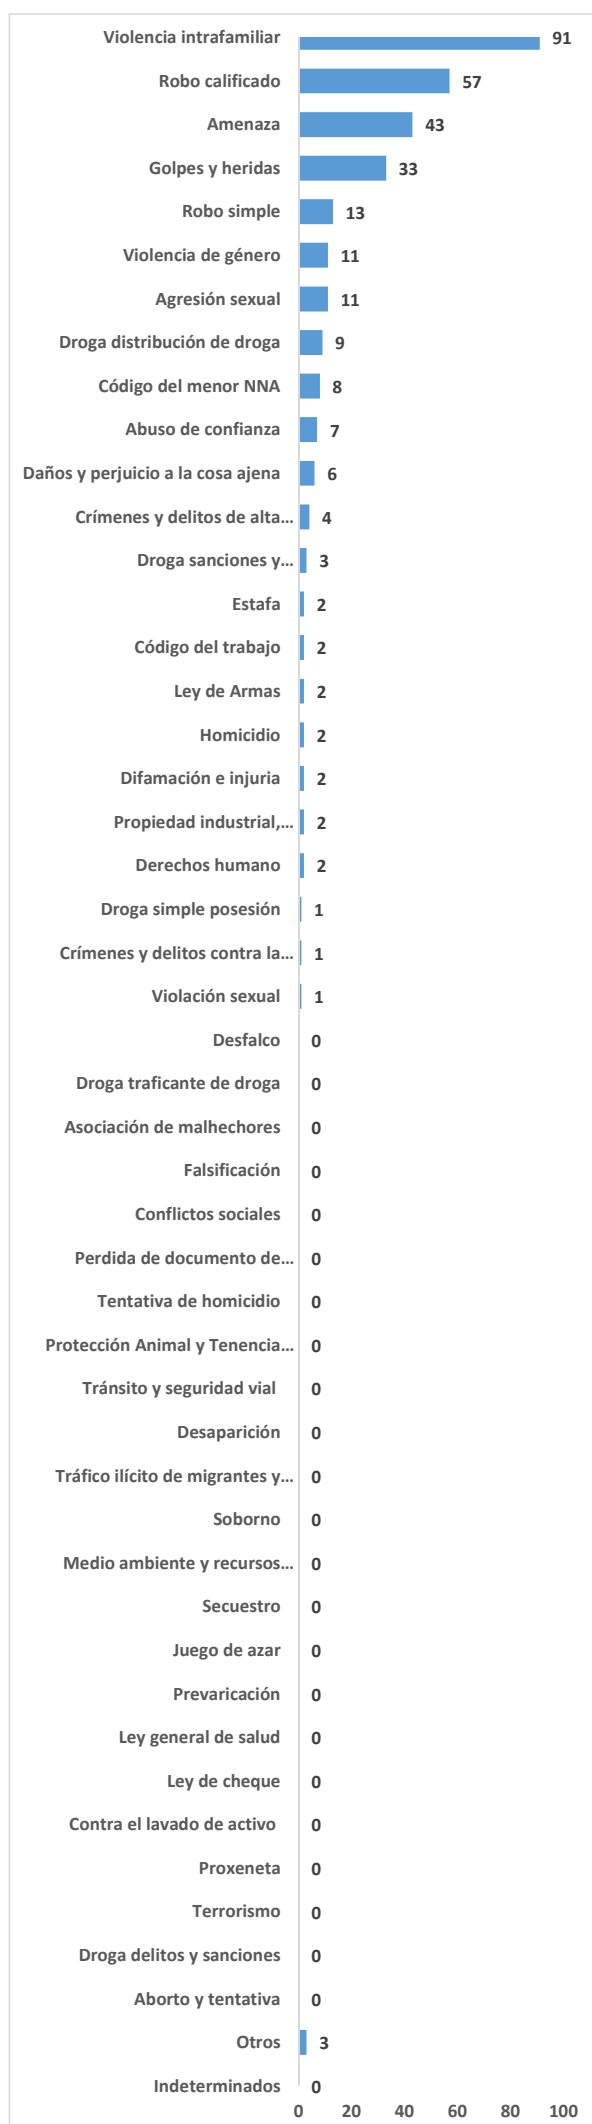 Violencia intrafamiliar 91
Robo calificado 57
Amenaza 43
Golpes y heridas 33
Robo simple 13
Violencia de género 11
Agresión sexual 11
Droga distribución de droga 9
Código del menor NNA 8
Abuso de confianza 7
Daños y perjuicio a la cosa ajena 6
Crímenes y delitos de alta... 4
Droga sanciones y... 3
Estafa 2
Código del trabajo 2
Ley de Armas 2
Homicidio 2
Difamación e injuria 2
Propiedad industrial,... 2
Derechos humano 2
Droga simple posesión 1
Crímenes y delitos contra la... 1
Violación sexual 1
Desfalco 0
Droga traficante de droga 0
Asociación de malhechores 0
Falsificación 0
Conflictos sociales 0
Perdida de documento de... 0
Tentativa de homicidio 0
Protección Animal y Tenencia... 0
Tránsito y seguridad vial 0
Desaparición 0
Tráfico ilícito de migrantes y... 0
Soborno 0
Medio ambiente y recursos... 0
Secuestro 0
Juego de azar 0
Prevaricación 0
Ley general de salud 0
Ley de cheque 0
Contra el lavado de activo 0
Proxeneta 0
Terrorismo 0
Droga delitos y sanciones 0
Aborto y tentativa 0
Otros 3
Indeterminados 0
0 20 40 60 80 100